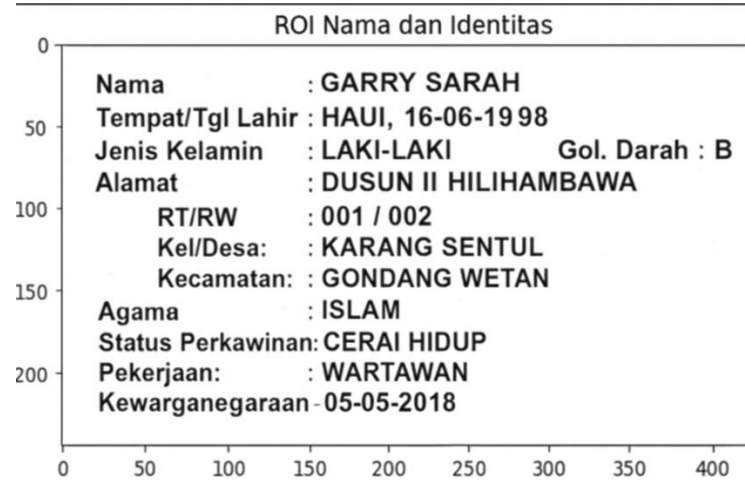 ROI Nama dan Identitas
0
Nama : GARRY SARAH
50
Tempat/Tgl Lahir : HAUI, 16-06-1998
Jenis Kelamin : LAKI-LAKI Gol. Darah : B
Alamat : DUSUN II HILIHAMBAWA
100
RT/RW : 001 / 002
Kel/Desa: : KARANG SENTUL
Kecamatan: : GONDANG WETAN
150
Agama : ISLAM
Status Perkawinan: CERAI HIDUP
200
Pekerjaan: : WARTAWAN
Kewarganegaraan - 05-05-2018
0 50 100 150 200 250 300 350 400